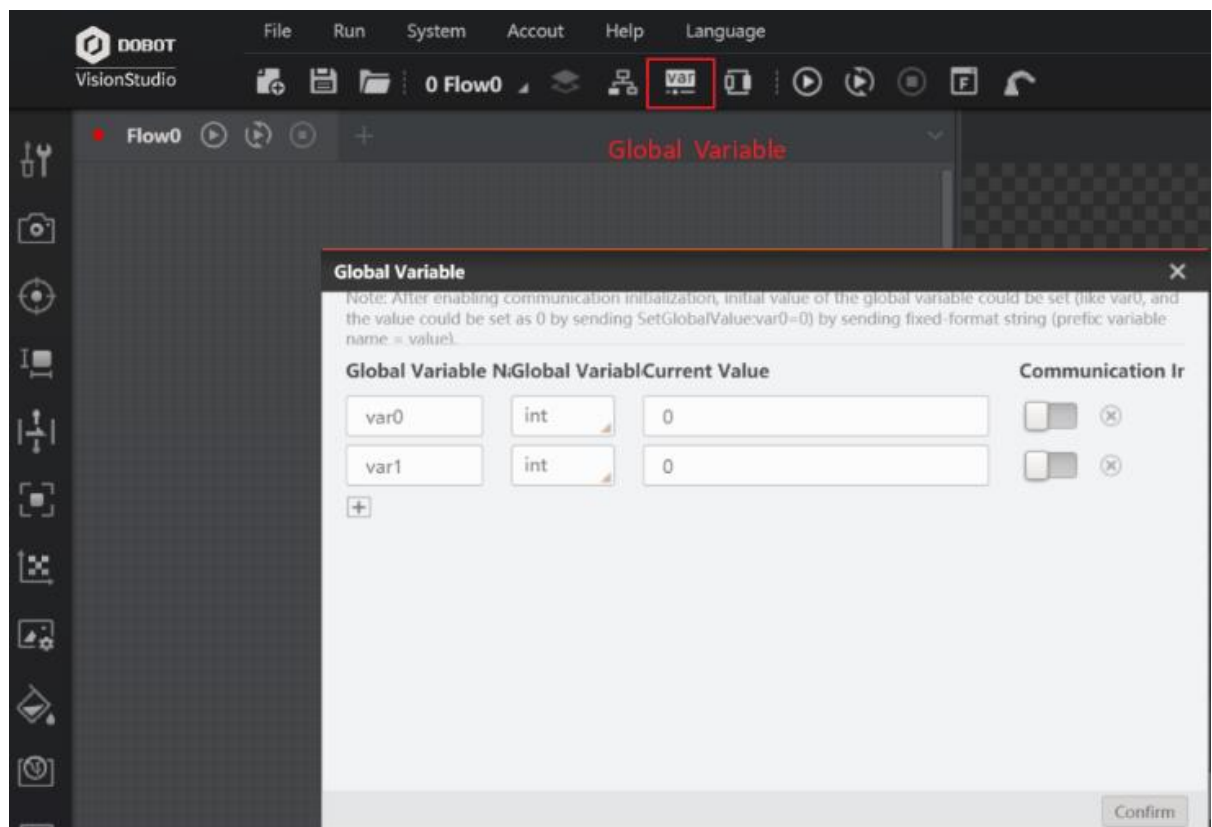 File Run System Accout Help Language
DOBOT
VisionStudio
0 Flow0
var
F
Flow0
Global Variable
Global Variable
Note: After enabling communication initialization, initial value of the global variable could be set (like var0, and
the value could be set as 0 by sending SetGlobalValue:var0=0) by sending fixed-format string (prefix: variable
name = value).
Global Variable Na Global Variabl Current Value Communication Ir
var0 int 0
var1 int 0
Confirm